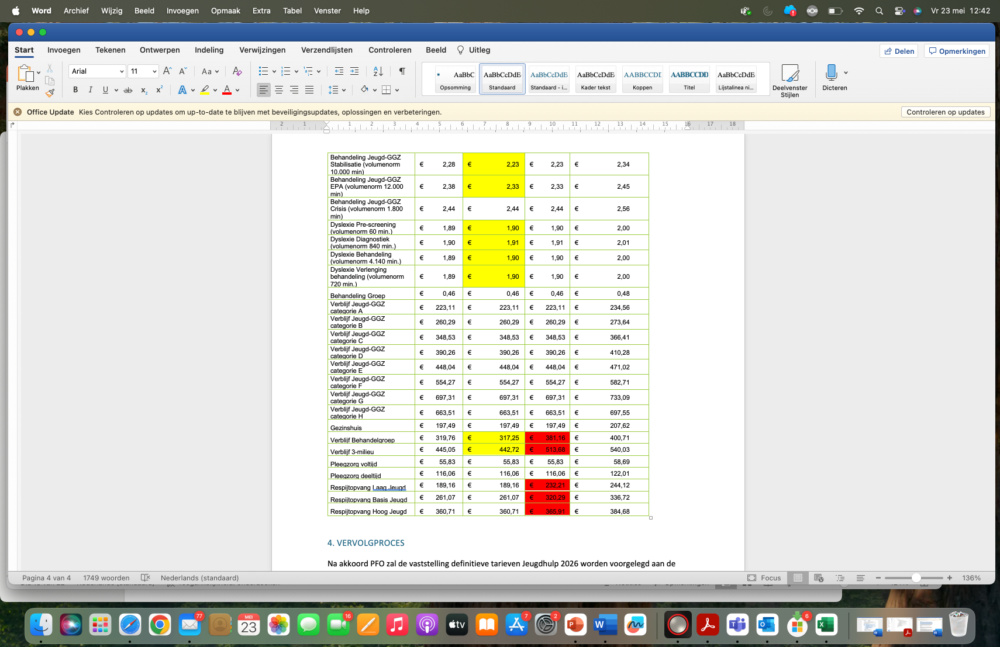 Word Archief Wijzig Beeld Invoegen Opmaak Extra Tabel Venster Help Vr 23 mei 12:42
Start Invoegen Tekenen Ontwerpen Indeling Verwijzingen Verzendlijsten Controleren Beeld Uitleg Delen Opmerkingen
Plakken Arial 11 Aa
B I U ab x₂ x² A A
AaBbC AaBbCcDdE AaBbCcDdE AaBbCcDdE AABBCCDI AABBCCDD AaBbCcDdE
Opsomming Standaard Standaard - i... Kader tekst Koppen Titel Lijstalinea ni...
Deelvenster Stijlen Dicteren
Office Update Kies Controleren op updates om up-to-date te blijven met beveiligingsupdates, oplossingen en verbeteringen. Controleren op updates
2 1 1 2 3 4 5 6 7 8 9 10 11 12 13 14 15 16 17 18
Behandeling Jeugd-GGZ
Stabilisatie (volumenorm
10.000 min) € 2,28 € 2,23 € 2,23 € 2,34
Behandeling Jeugd-GGZ
EPA (volumenorm 12.000
min) € 2,38 € 2,33 € 2,33 € 2,45
Behandeling Jeugd-GGZ
Crisis (volumenorm 1.800
min) € 2,44 € 2,44 € 2,44 € 2,56
Dyslexie Pre-screening
(volumenorm 60 min.) € 1,89 € 1,90 € 1,90 € 2,00
Dyslexie Diagnostiek
(volumenorm 840 min.) € 1,90 € 1,91 € 1,91 € 2,01
Dyslexie Behandeling
(volumenorm 4.140 min.) € 1,89 € 1,90 € 1,90 € 2,00
Dyslexie Verlenging
behandeling (volumenorm
720 min.) € 1,89 € 1,90 € 1,90 € 2,00
Behandeling Groep € 0,46 € 0,46 € 0,46 € 0,48
Verblijf Jeugd-GGZ
categorie A € 223,11 € 223,11 € 223,11 € 234,56
Verblijf Jeugd-GGZ
categorie B € 260,29 € 260,29 € 260,29 € 273,64
Verblijf Jeugd-GGZ
categorie C € 348,53 € 348,53 € 348,53 € 366,41
Verblijf Jeugd-GGZ
categorie D € 390,26 € 390,26 € 390,26 € 410,28
Verblijf Jeugd-GGZ
categorie E € 448,04 € 448,04 € 448,04 € 471,02
Verblijf Jeugd-GGZ
categorie F € 554,27 € 554,27 € 554,27 € 582,71
Verblijf Jeugd-GGZ
categorie G € 697,31 € 697,31 € 697,31 € 733,09
Verblijf Jeugd-GGZ
categorie H € 663,51 € 663,51 € 663,51 € 697,55
Gezinshuis € 197,49 € 197,49 € 197,49 € 207,62
Verblijf Behandelgroep € 319,76 € 317,25 € 381,16 € 400,71
Verblijf 3-milieu € 445,05 € 442,72 € 513,68 € 540,03
Pleegzorg voltijd € 55,83 € 55,83 € 55,83 € 58,69
Pleegzorg deeltijd € 116,06 € 116,06 € 116,06 € 122,01
Respijtopvang Laag Jeugd € 189,16 € 189,16 € 232,21 € 244,12
Respijtopvang Basis Jeugd € 261,07 € 261,07 € 320,29 € 336,72
Respijtopvang Hoog Jeugd € 360,71 € 360,71 € 365,91 € 384,68
4. VERVOLGPROCES
Na akkoord PFO zal de vaststelling definitieve tarieven Jeugdhulp 2026 worden voorgelegd aan de
Pagina 4 van 4 1749 woorden Nederlands (standaard) Focus 136%
77 MEI 23 16 tv 7 2 P W 6 X